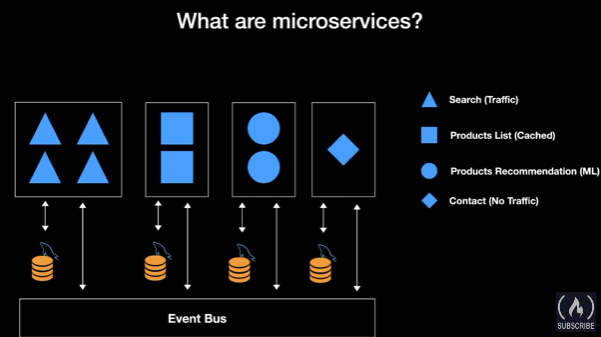 What are microservices?
Search (Traffic)
Products List (Cached)
Products Recommendation (ML)
Contact (No Traffic)
Event Bus
SUBSCRIBE